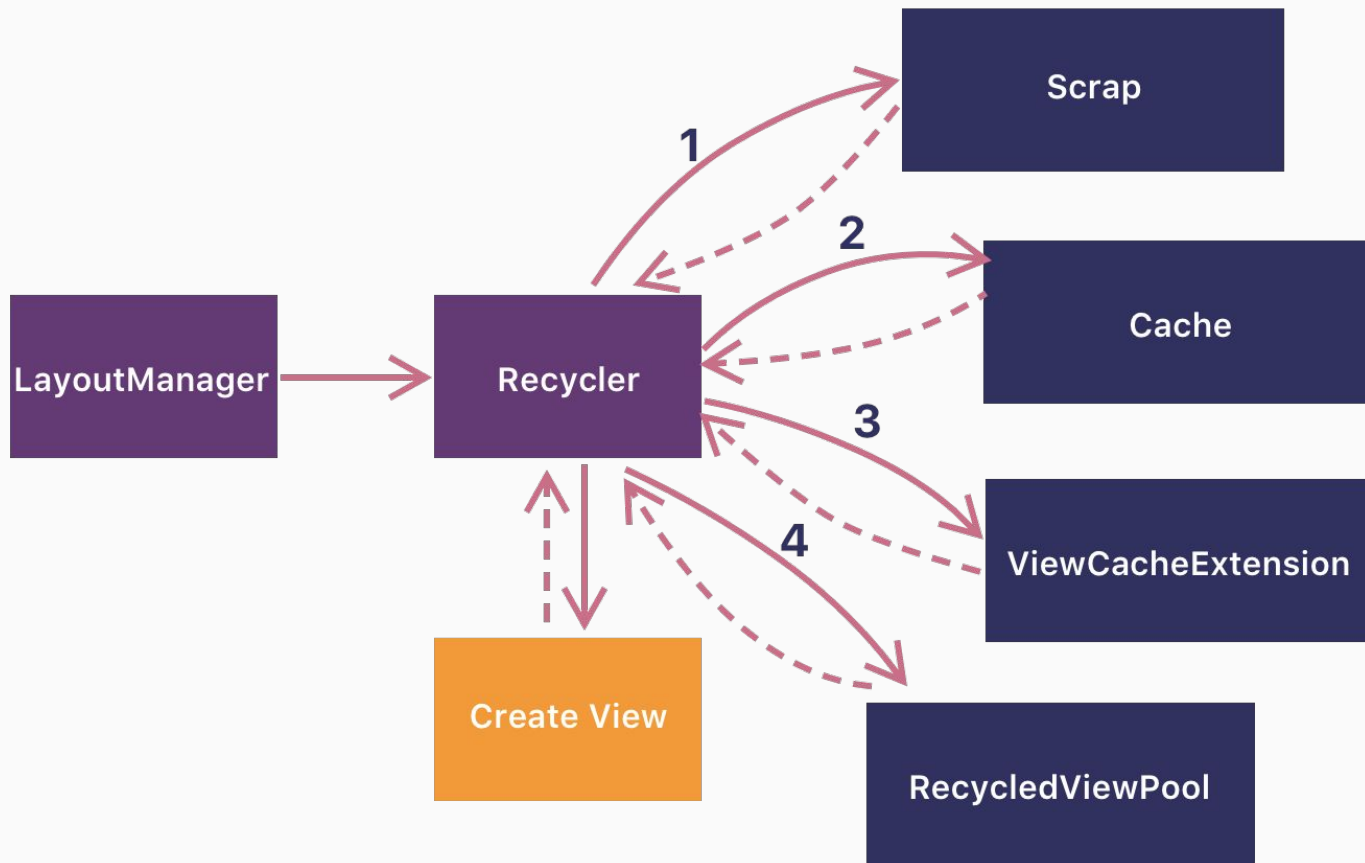 Scrap
1
2
Cache
LayoutManager
Recycler
3
4
ViewCacheExtension
Create View
RecycledViewPool